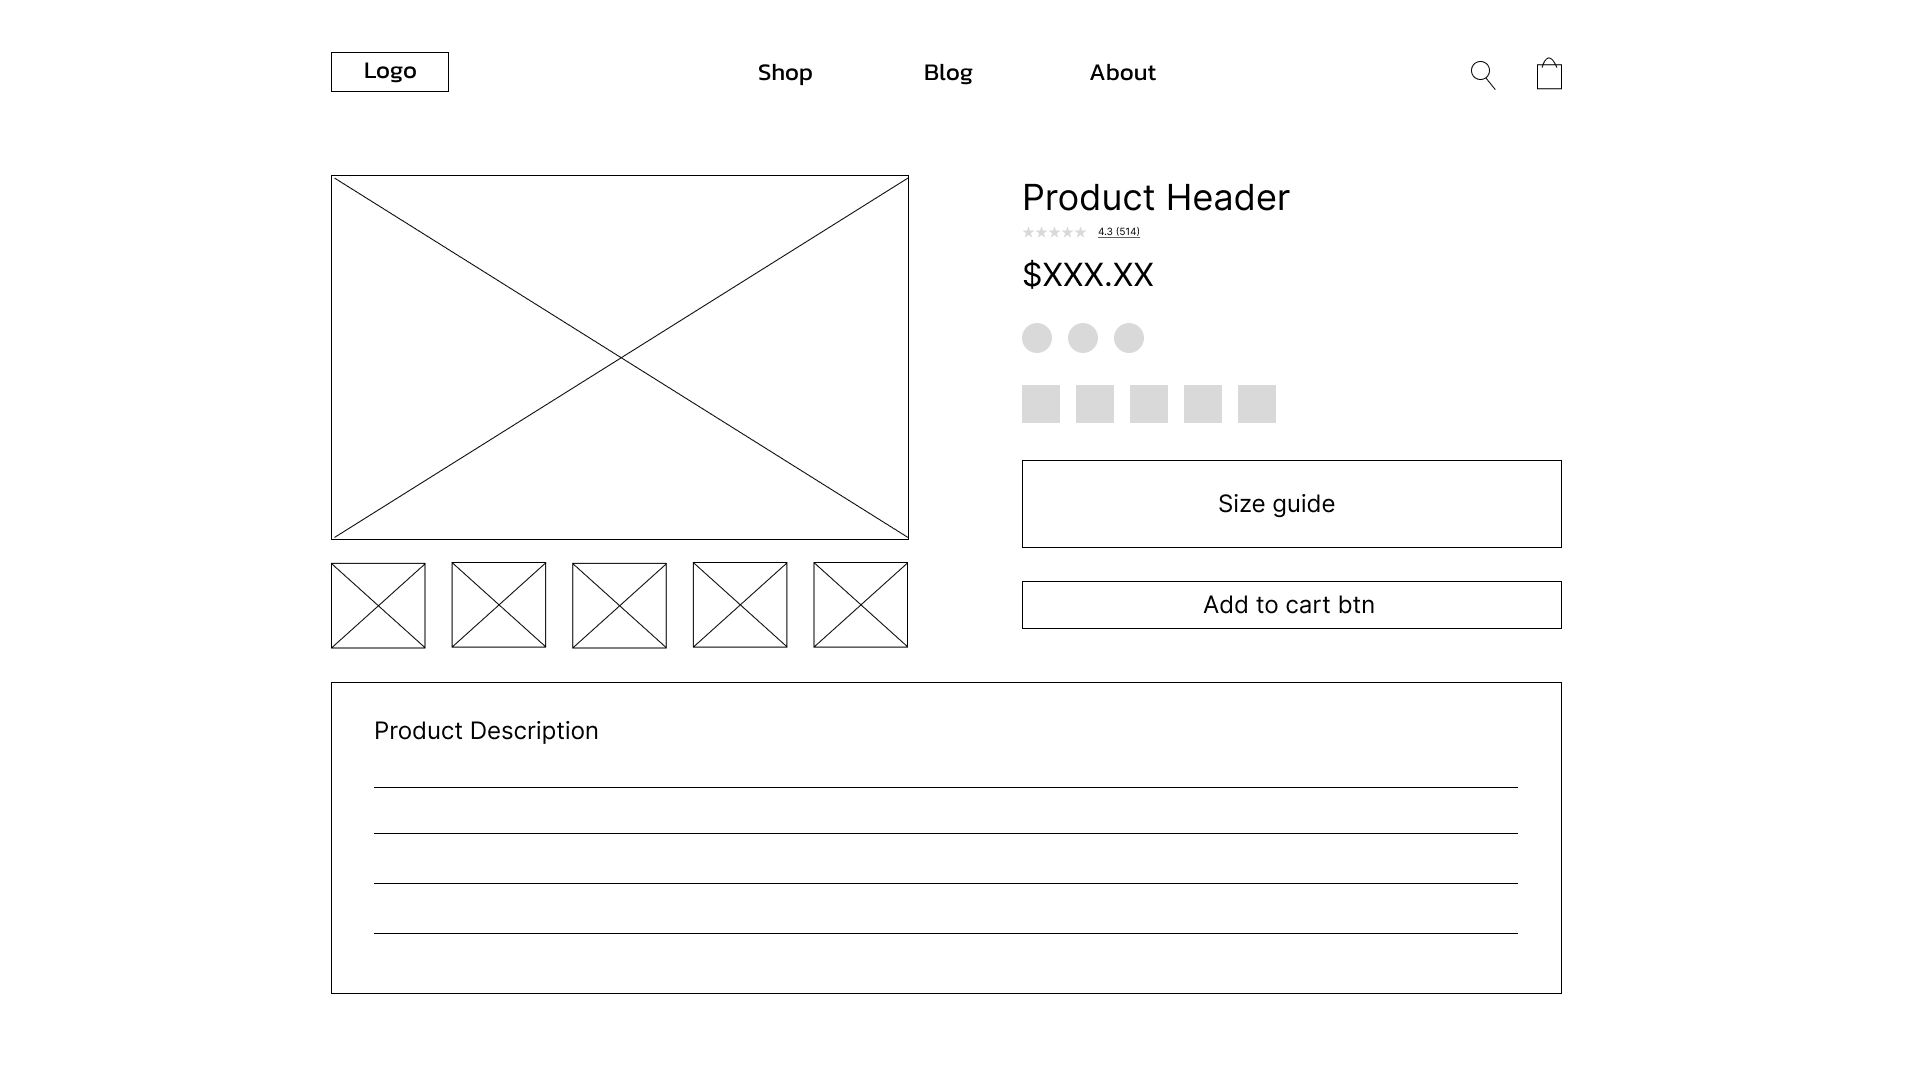 Logo
Shop
Blog
About
Product Header
4.3 (514)
$XXX.XX
Size guide
Add to cart btn
Product Description